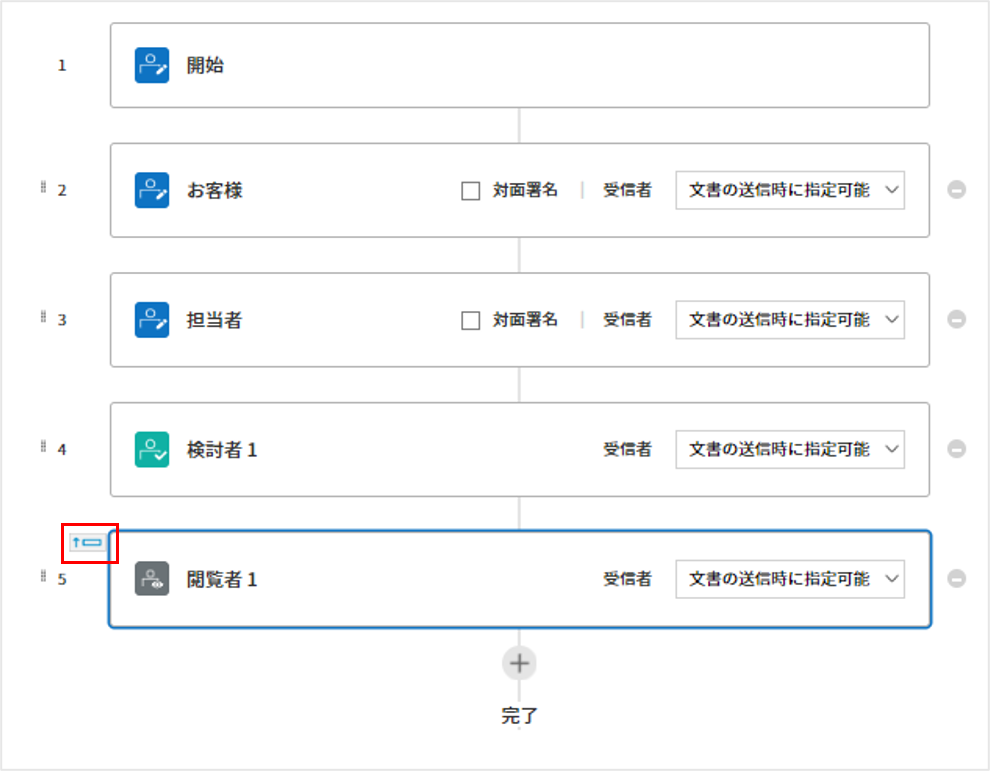 1 開始
2 お客様 対面署名 | 受信者 文書の送信時に指定可能
3 担当者 対面署名 | 受信者 文書の送信時に指定可能
4 検討者 1 受信者 文書の送信時に指定可能
5 閲覧者 1 受信者 文書の送信時に指定可能
完了